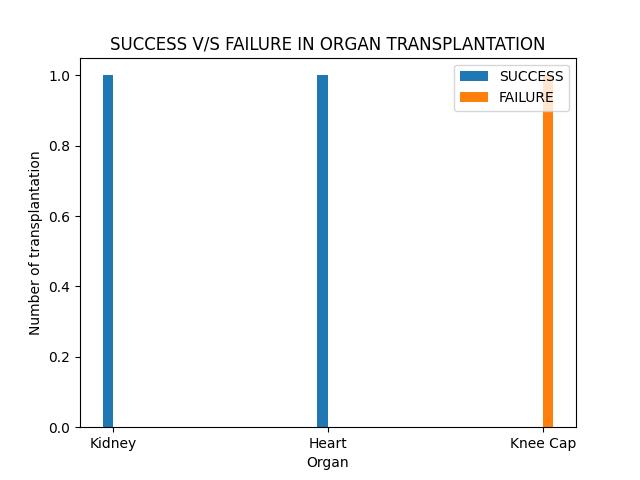 SUCCESS V/S FAILURE IN ORGAN TRANSPLANTATION
SUCCESS
FAILURE
1.0
0.8
0.6
0.4
0.2
0.0
Number of transplantation
Kidney Heart Knee Cap
Organ